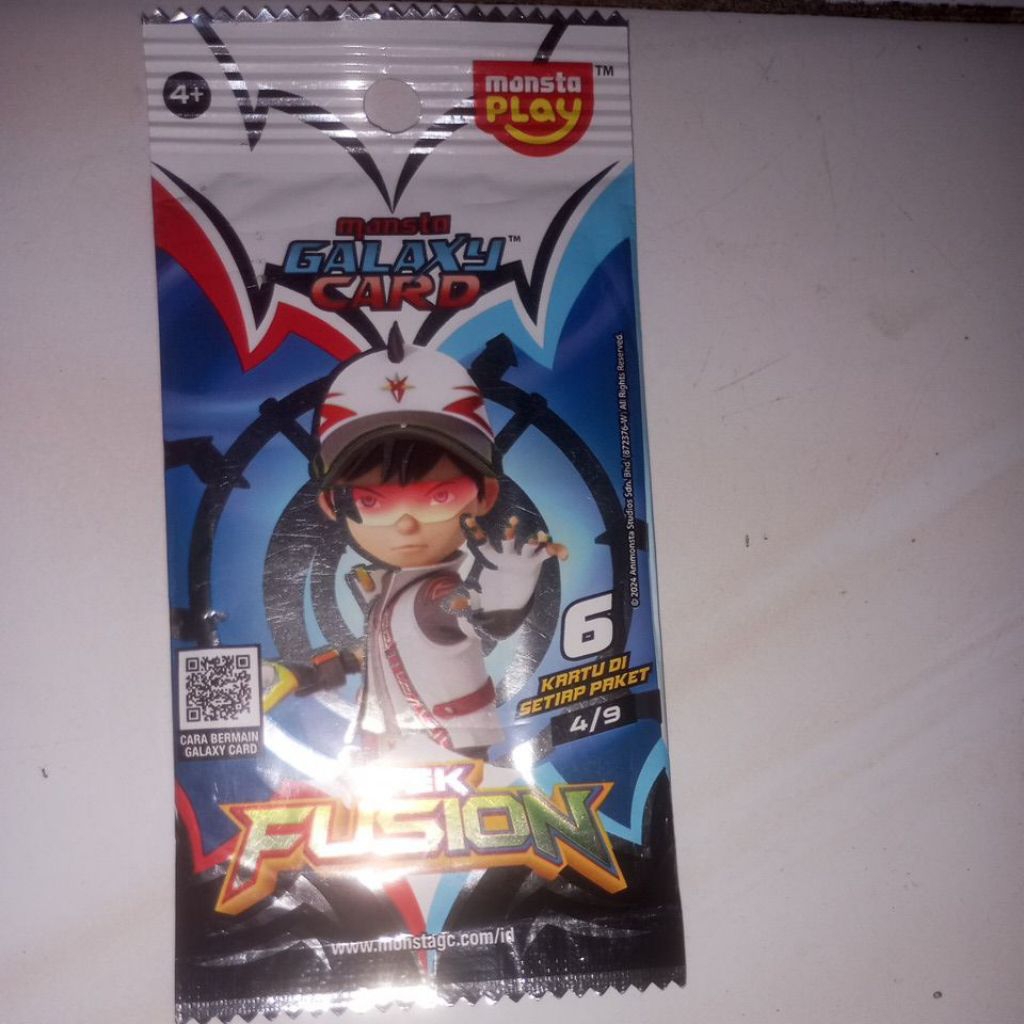 4+
monsta
PLay
TM
monsta
GALAXY
TM
CARD
© 2024 Animonsta Studios Sdn. Bhd. (872376-W) All Rights Reserved.
6
KARTU DI
SETIAP PAKET
4/9
CARA BERMAIN
GALAXY CARD
FUSION
www.monstagc.com/id